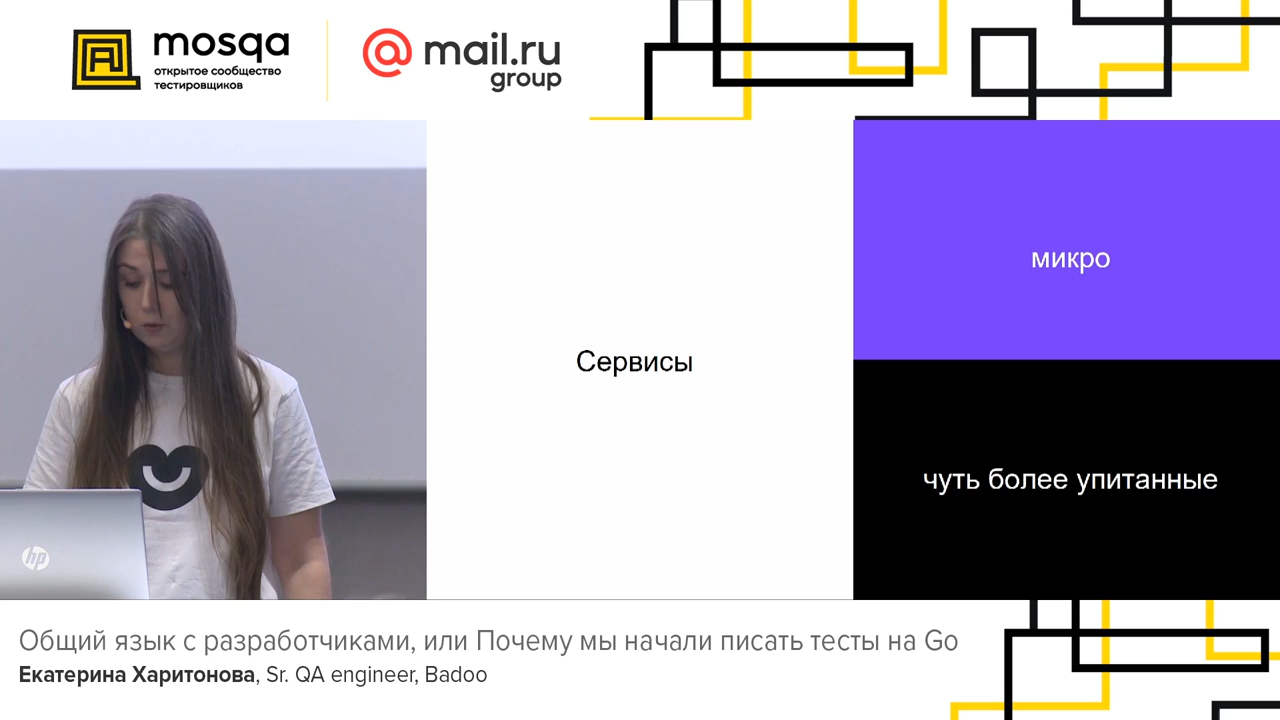 mosqa
открытое сообщество
тестировщиков
@mail.ru
group
микро
Сервисы
чуть более упитанные
hp
Общий язык с разработчиками, или Почему мы начали писать тесты на Go
Екатерина Харитонова, Sr. QA engineer, Badoo